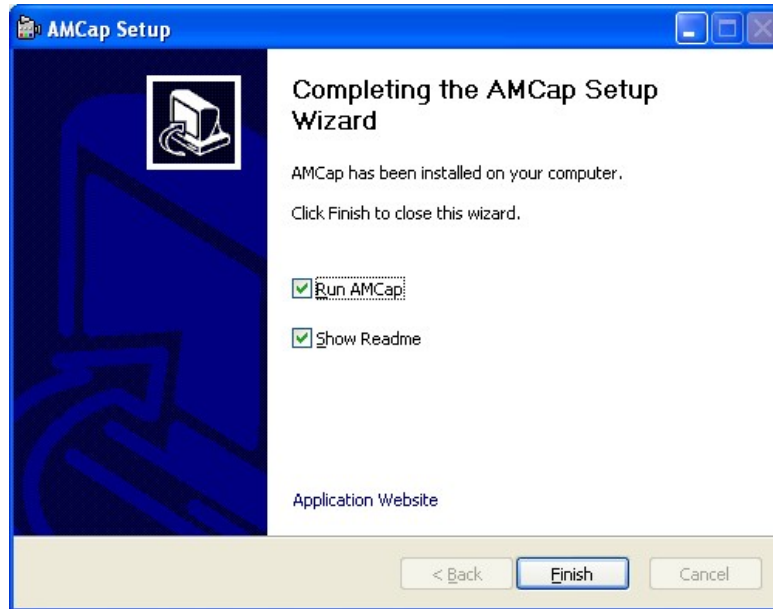 AMCap Setup
Completing the AMCap Setup
Wizard
AMCap has been installed on your computer.
Click Finish to close this wizard.
Run AMCap
Show Readme
Application Website
< Back
Finish
Cancel